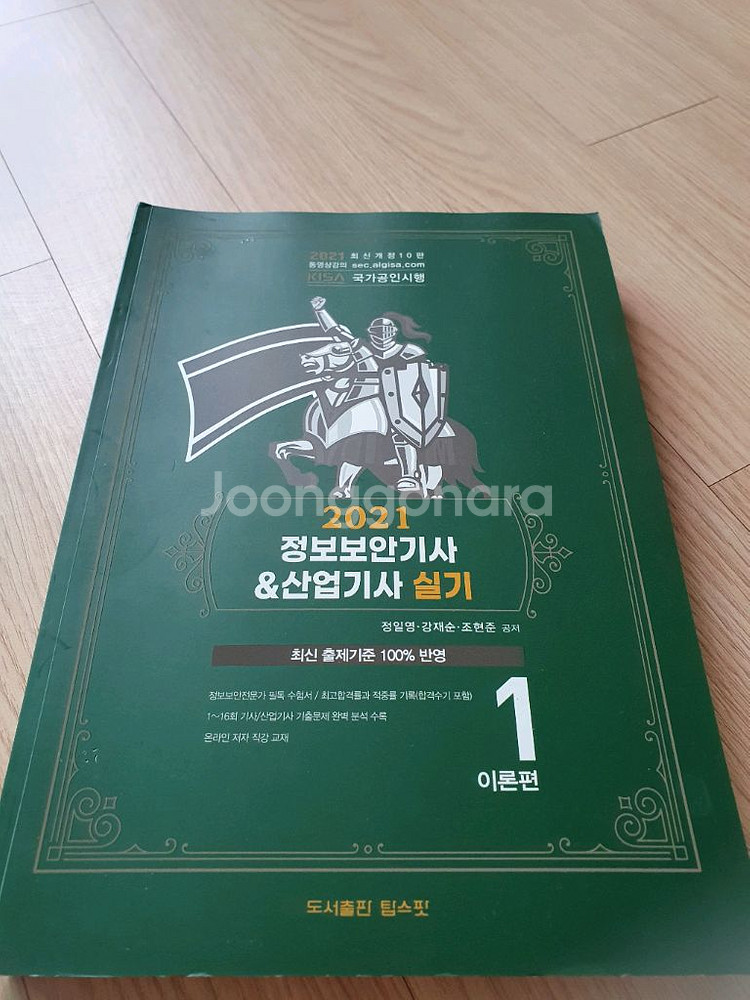 2021 최신개정10판
동영상강의 sec.algisa.com
KISA 국가공인시행
Joongonara
2021
정보보안기사
&산업기사 실기
정일영·강재순·조현준 공저
최신 출제기준 100% 반영
정보보안전문가 필독 수험서 / 최고합격률과 적중률 기록(합격수기 포함)
1~16회 기사/산업기사 기출문제 완벽 분석 수록
온라인 저자 직강 교재
1
이론편
도서출판 탑스팟